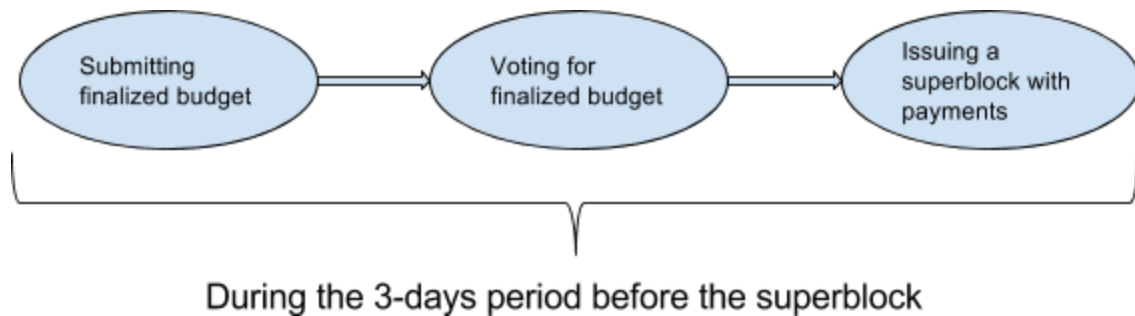 Submitting
finalized budget
Voting for
finalized budget
Issuing a
superblock with
payments
During the 3-days period before the superblock